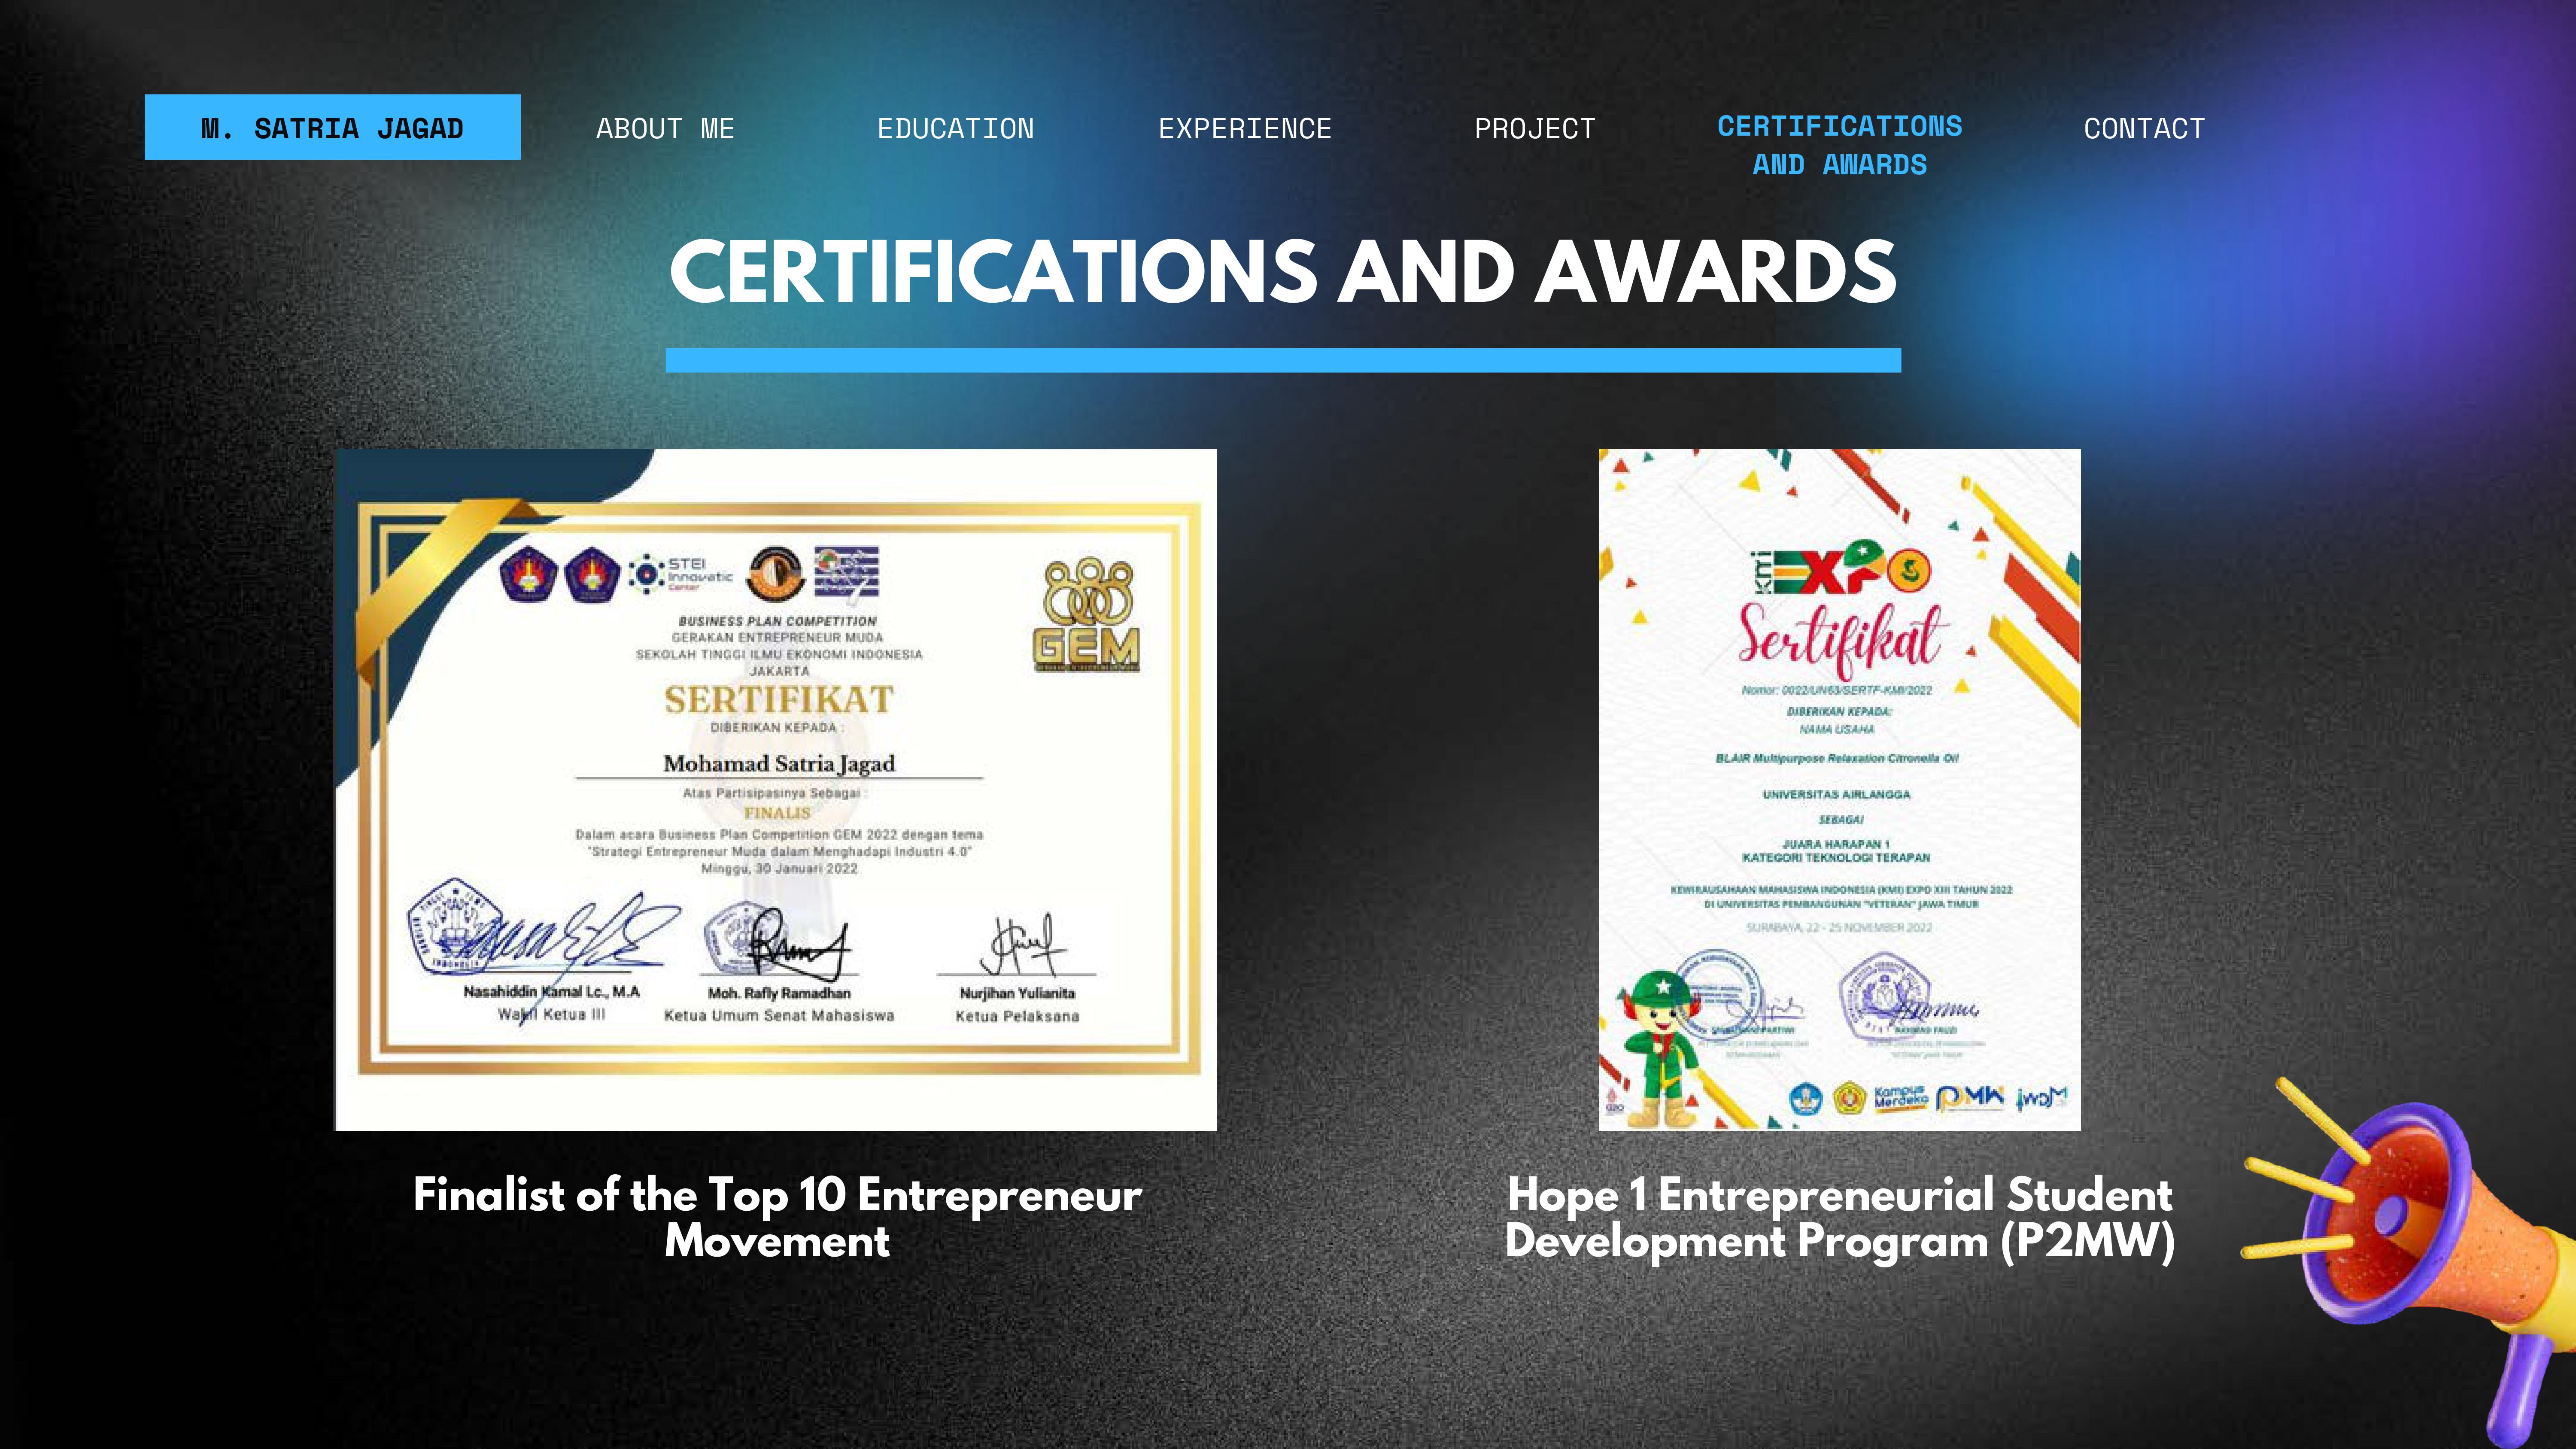 M. SATRIA JAGAD
ABOUT ME
EDUCATION
EXPERIENCE
PROJECT
CERTIFICATIONS
AND AWARDS
CONTACT
CERTIFICATIONS AND AWARDS
STEI
Innovatic
Center
GEM
BUSINESS PLAN COMPETITION
GERAKAN ENTREPRENEUR MUDA
SEKOLAH TINGGI ILMU EKONOMI INDONESIA
JAKARTA
SERTIFIKAT
DIBERIKAN KEPADA :
Mohamad Satria Jagad
Atas Partisipasinya Sebagai :
FINALIS
Dalam acara Business Plan Competition GEM 2022 dengan tema
"Strategi Entrepreneur Muda dalam Menghadapi Industri 4.0"
Minggu, 30 Januari 2022
Nasahiddin Kamal Lc., M.A
Wakil Ketua III
Moh. Rafly Ramadhan
Ketua Umum Senat Mahasiswa
Nurjihan Yulianita
Ketua Pelaksana
Finalist of the Top 10 Entrepreneur
Movement
kmi EXPO
Sertifikat
Nomor: 0022/UN63/SERTF-KMI/2022
DIBERIKAN KEPADA:
NAMA USAHA
BLAIR Multipurpose Relaxation Citronella Oil
UNIVERSITAS AIRLANGGA
SEBAGAI
JUARA HARAPAN 1
KATEGORI TEKNOLOGI TERAPAN
KEWIRAUSAHAAN MAHASISWA INDONESIA (KMI) EXPO XIII TAHUN 2022
DI UNIVERSITAS PEMBANGUNAN "VETERAN" JAWA TIMUR
SURABAYA, 22 - 25 NOVEMBER 2022
Kampus
Merdeka
Hope 1 Entrepreneurial Student
Development Program (P2MW)